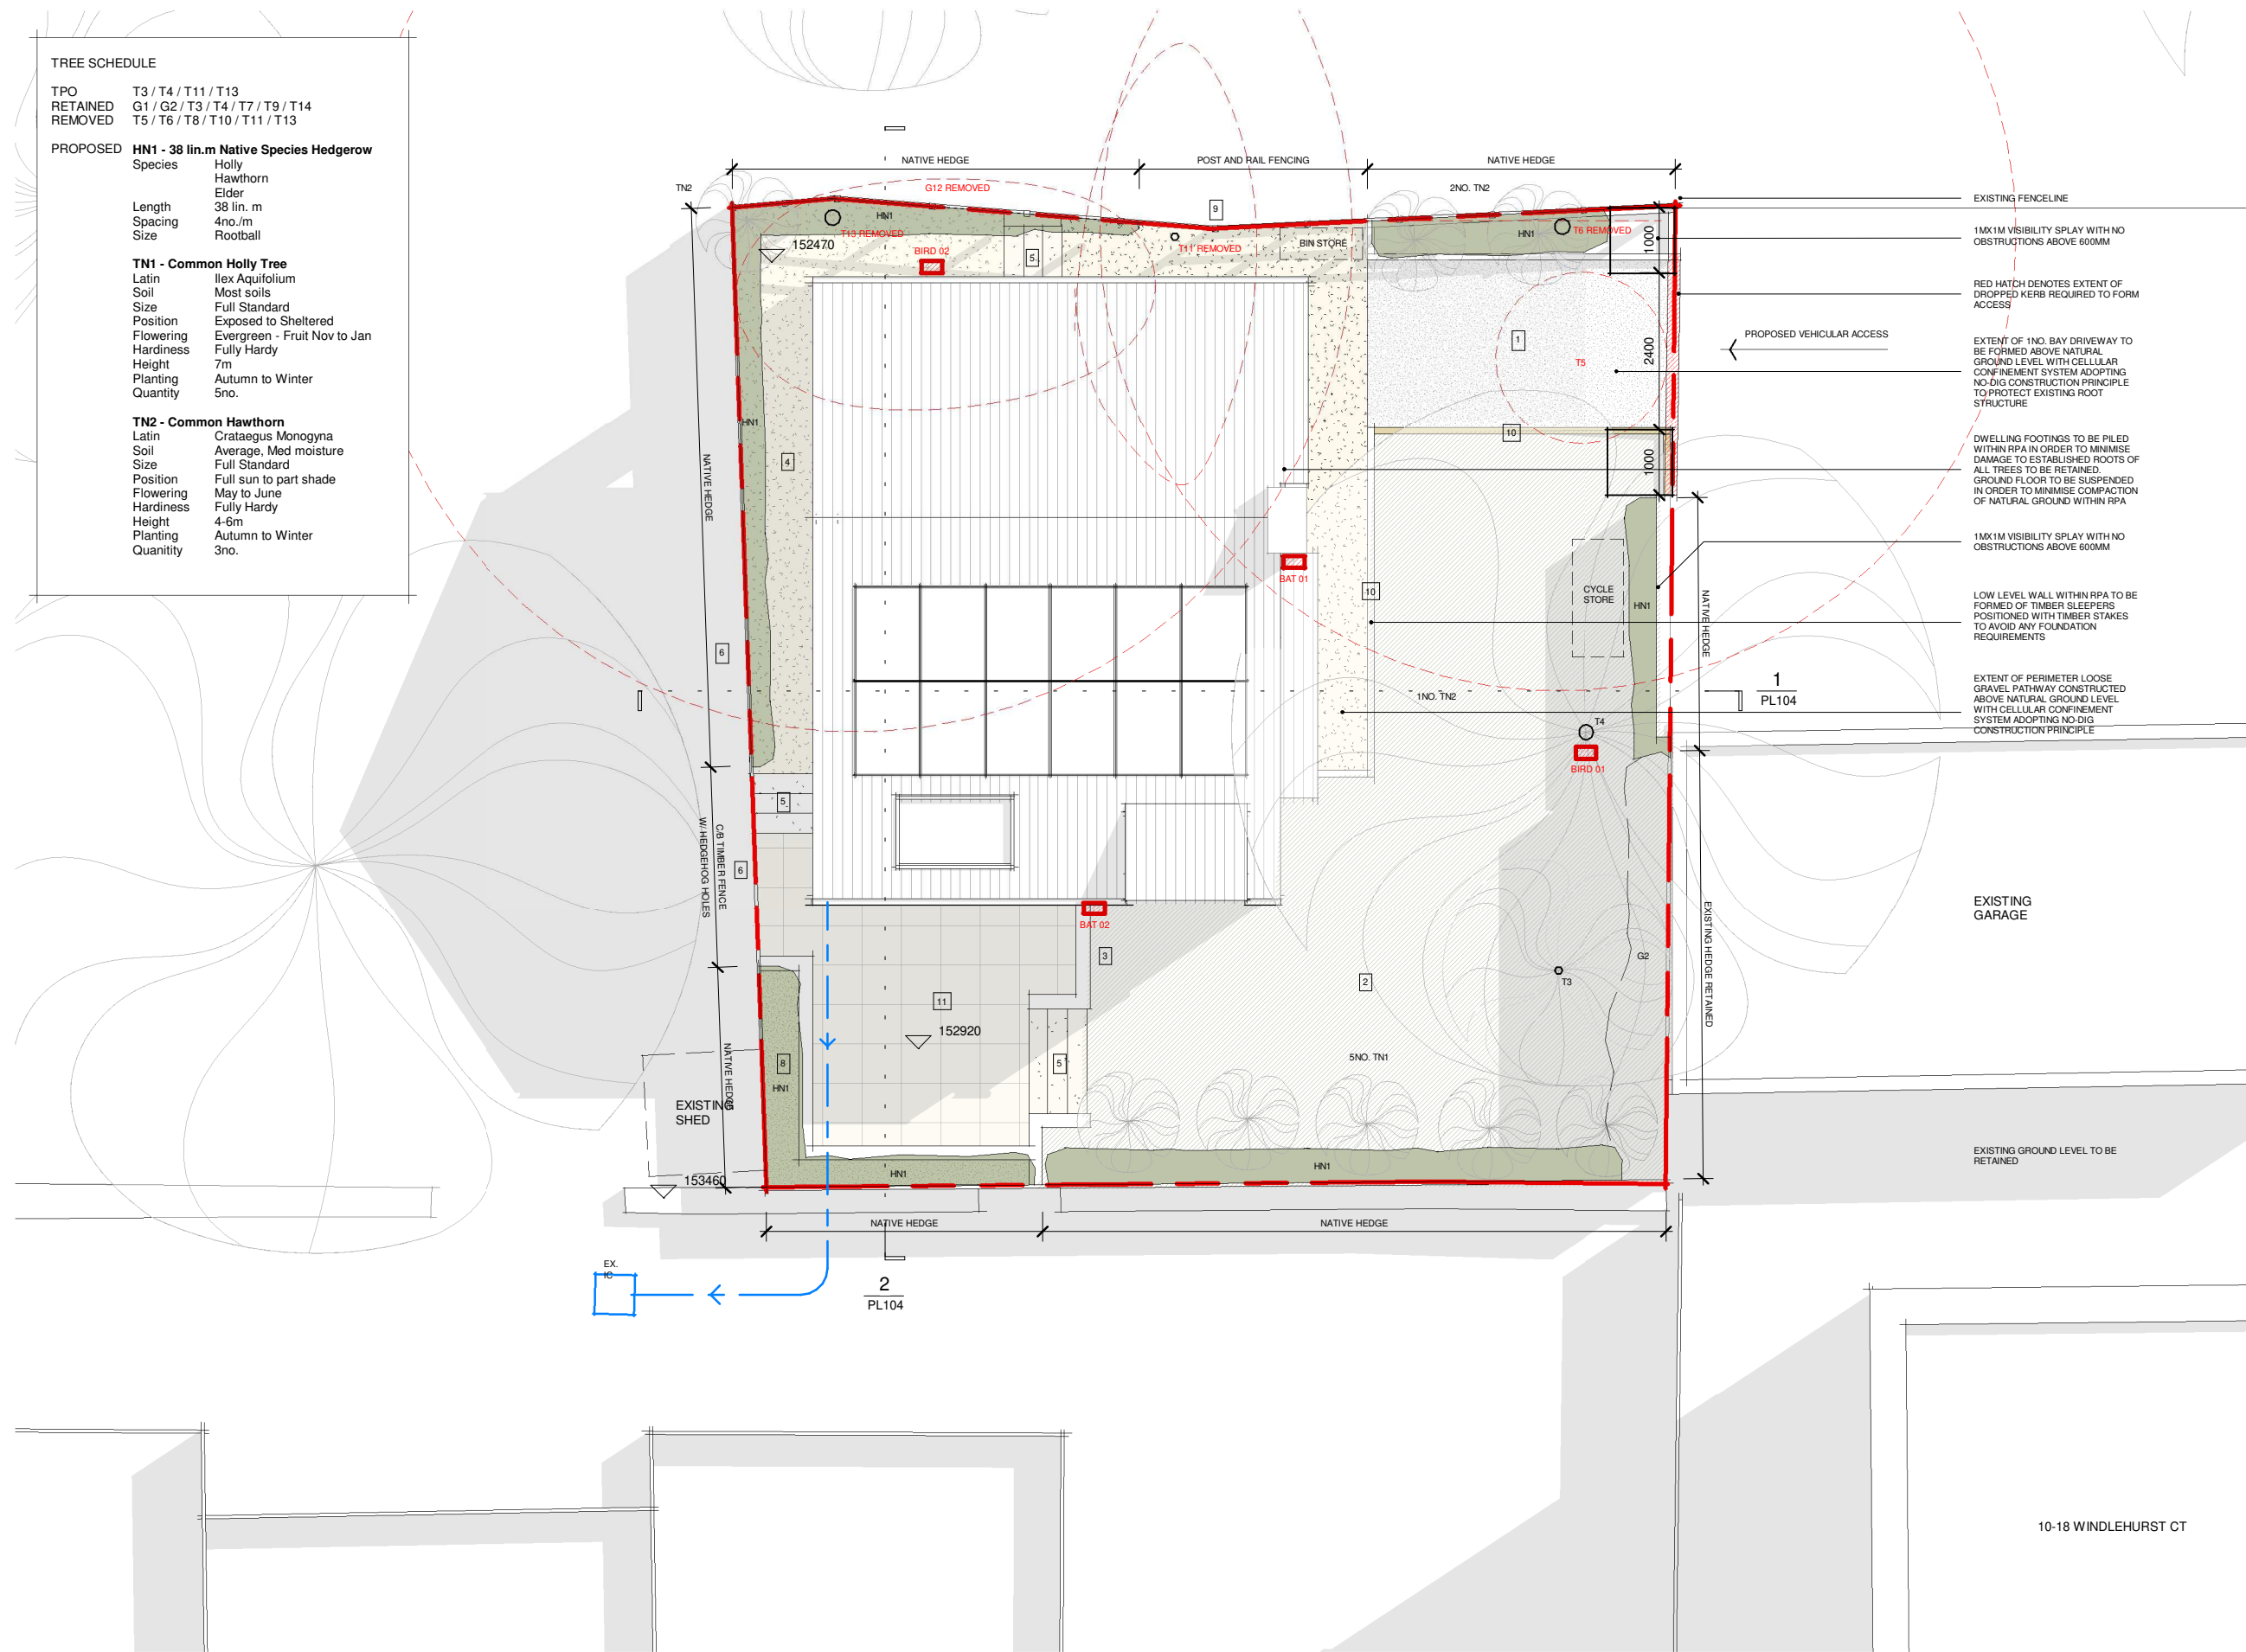 TREE SCHEDULE
TPO T3 / T4 / T11 / T13
RETAINED G1 / G2 / T3 / T4 / T7 / T9 / T14
REMOVED T5 / T6 / T8 / T10 / T11 / T13
PROPOSED HN1 - 38 lin.m Native Species Hedgerow
Species Holly
Hawthorn
Elder
Length 38 lin. m
Spacing 4no./m
Size Rootball
TN1 - Common Holly Tree
Latin Ilex Aquifolium
Soil Most soils
Size Full Standard
Position Exposed to Sheltered
Flowering Evergreen - Fruit Nov to Jan
Hardiness Fully Hardy
Height 7m
Planting Autumn to Winter
Quantity 5no.
TN2 - Common Hawthorn
Latin Crataegus Monogyna
Soil Average, Med moisture
Size Full Standard
Position Full sun to part shade
Flowering May to June
Hardiness Fully Hardy
Height 4-6m
Planting Autumn to Winter
Quanitity 3no.
NATIVE HEDGE
POST AND RAIL FENCING
NATIVE HEDGE
TN2
G12 REMOVED
2NO. TN2
9
HN1
T13 REMOVED
T11 REMOVED
BIN STORE
HN1
T6 REMOVED
1000
152470
BIRD 02
5
1
T5
2400
10
1000
HN1
4
NATIVE HEDGE
BAT 01
10
CYCLE
STORE
HN1
NATIVE HEDGE
6
1NO. TN2
T4
BIRD 01
1
PL104
5
6
C/B TIMBER FENCE
W/ HEDGEHOG HOLES
BAT 02
3
2
G2
T3
EXISTING HEDGE RETAINED
11
152920
8
HN1
5
5NO. TN1
NATIVE HEDGE
EXISTING
SHED
153460
HN1
HN1
NATIVE HEDGE
NATIVE HEDGE
EX.
IC
2
PL104
EXISTING FENCELINE
1MX1M VISIBILITY SPLAY WITH NO
OBSTRUCTIONS ABOVE 600MM
RED HATCH DENOTES EXTENT OF
DROPPED KERB REQUIRED TO FORM
ACCESS
PROPOSED VEHICULAR ACCESS
EXTENT OF 1NO. BAY DRIVEWAY TO
BE FORMED ABOVE NATURAL
GROUND LEVEL WITH CELLULAR
CONFINEMENT SYSTEM ADOPTING
NO-DIG CONSTRUCTION PRINCIPLE
TO PROTECT EXISTING ROOT
STRUCTURE
DWELLING FOOTINGS TO BE PILED
WITHIN RPA IN ORDER TO MINIMISE
DAMAGE TO ESTABLISHED ROOTS OF
ALL TREES TO BE RETAINED.
GROUND FLOOR TO BE SUSPENDED
IN ORDER TO MINIMISE COMPACTION
OF NATURAL GROUND WITHIN RPA
1MX1M VISIBILITY SPLAY WITH NO
OBSTRUCTIONS ABOVE 600MM
LOW LEVEL WALL WITHIN RPA TO BE
FORMED OF TIMBER SLEEPERS
POSITIONED WITH TIMBER STAKES
TO AVOID ANY FOUNDATION
REQUIREMENTS
EXTENT OF PERIMETER LOOSE
GRAVEL PATHWAY CONSTRUCTED
ABOVE NATURAL GROUND LEVEL
WITH CELLULAR CONFINEMENT
SYSTEM ADOPTING NO-DIG
CONSTRUCTION PRINCIPLE
EXISTING
GARAGE
EXISTING GROUND LEVEL TO BE
RETAINED
10-18 WINDLEHURST CT